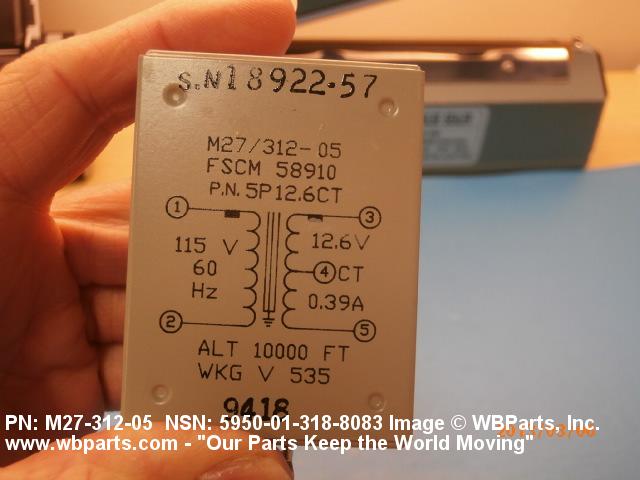 S.N18922-57
M27/312-05
FSCM 58910
P.N. 5P12.6CT
1 3
115 V 12.6V
60 4 CT
Hz 0.39A
2 5
ALT 10000 FT
WKG V 535
9418
PN: M27-312-05 NSN: 5950-01-318-8083 Image © WBParts, Inc.
www.wbparts.com - "Our Parts Keep the World Moving"